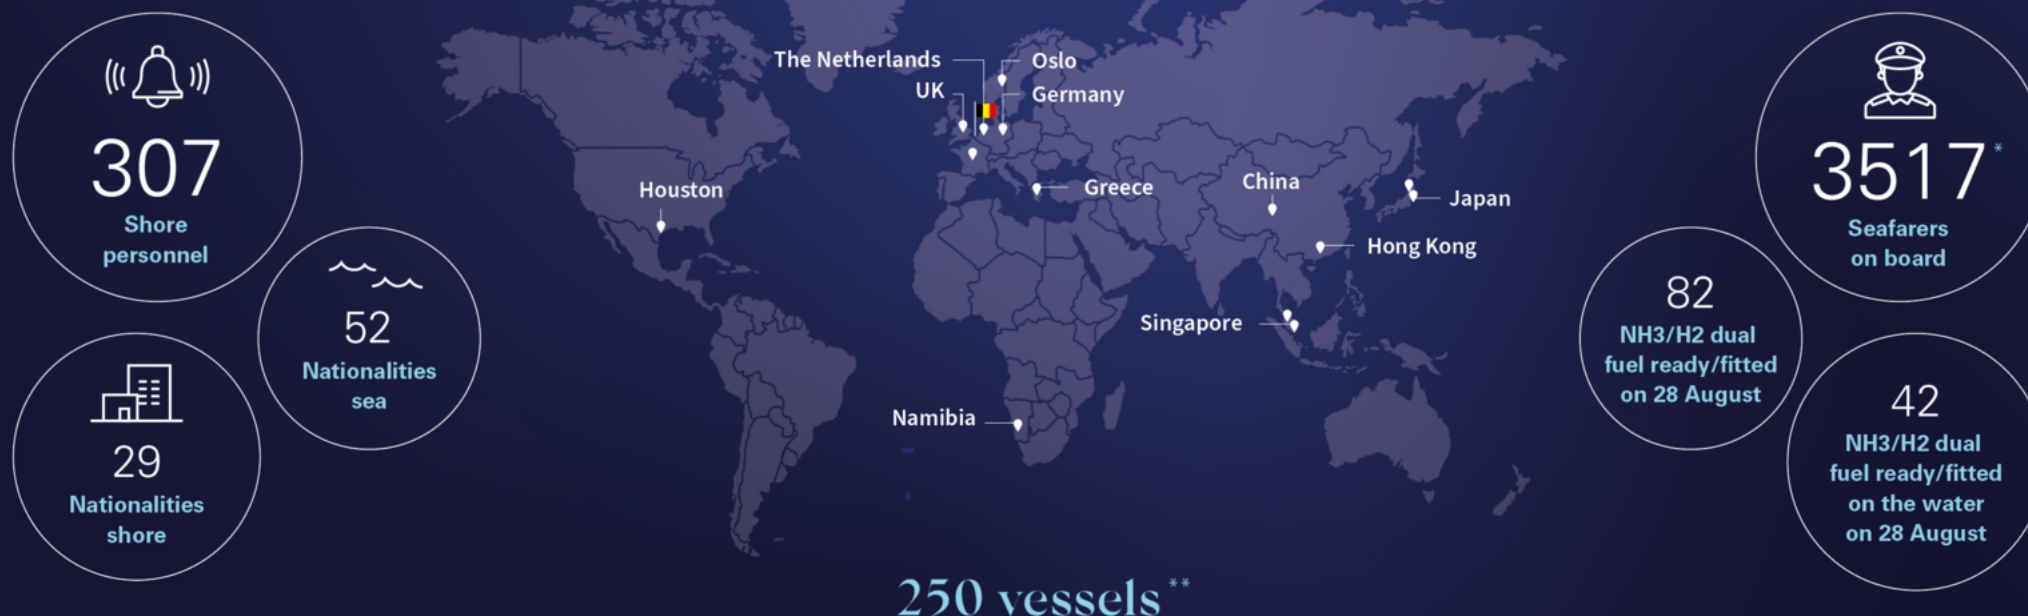 307
Shore
personnel
52
Nationalities
sea
29
Nationalities
shore
The Netherlands
UK
Oslo
Germany
Houston
Greece
China
Japan
Hong Kong
Singapore
Namibia
3517*
Seafarers
on board
82
NH3/H2 dual
fuel ready/fitted
on 28 August
42
NH3/H2 dual
fuel ready/fitted
on the water
on 28 August
250 vessels**